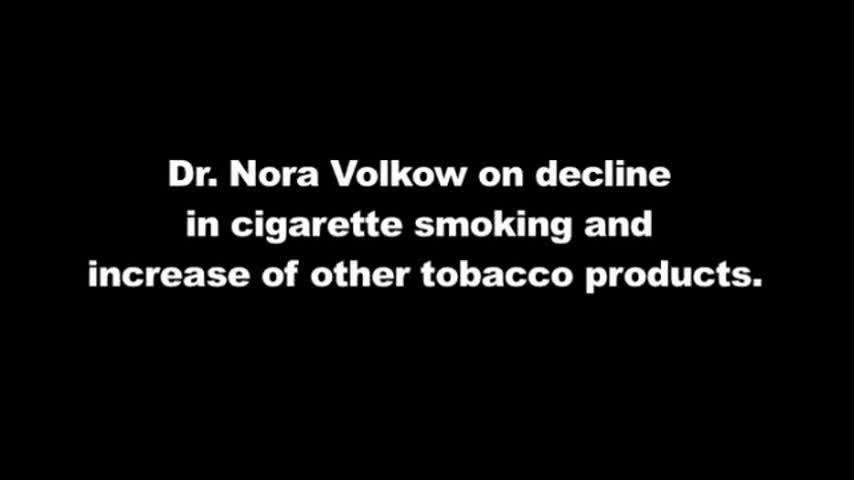 Dr. Nora Volkow on decline
in cigarette smoking and
increase of other tobacco products.